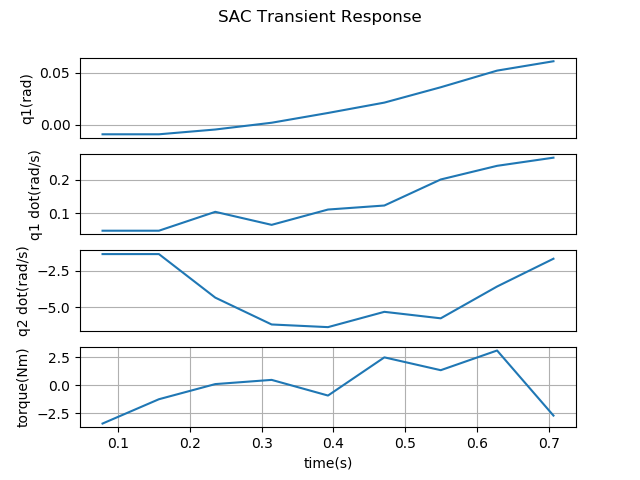 SAC Transient Response
q1(rad)
0.05
0.00
q1 dot(rad/s)
0.2
0.1
q2 dot(rad/s)
−2.5
−5.0
torque(Nm)
2.5
0.0
−2.5
0.1 0.2 0.3 0.4 0.5 0.6 0.7
time(s)